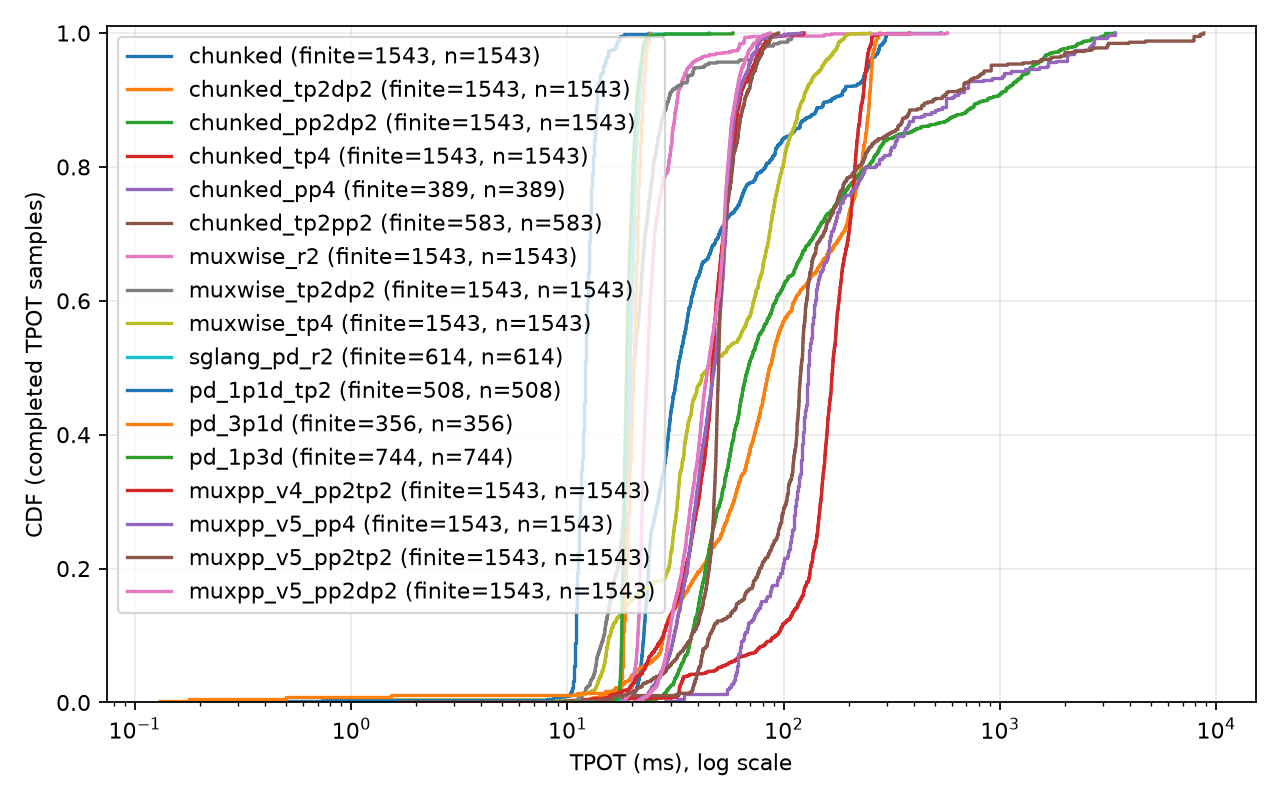 1.0
0.8
0.6
0.4
0.2
0.0
CDF (completed TPOT samples)
chunked (finite=1543, n=1543)
chunked_tp2dp2 (finite=1543, n=1543)
chunked_pp2dp2 (finite=1543, n=1543)
chunked_tp4 (finite=1543, n=1543)
chunked_pp4 (finite=389, n=389)
chunked_tp2pp2 (finite=583, n=583)
muxwise_r2 (finite=1543, n=1543)
muxwise_tp2dp2 (finite=1543, n=1543)
muxwise_tp4 (finite=1543, n=1543)
sglang_pd_r2 (finite=614, n=614)
pd_1p1d_tp2 (finite=508, n=508)
pd_3p1d (finite=356, n=356)
pd_1p3d (finite=744, n=744)
muxpp_v4_pp2tp2 (finite=1543, n=1543)
muxpp_v5_pp4 (finite=1543, n=1543)
muxpp_v5_pp2tp2 (finite=1543, n=1543)
muxpp_v5_pp2dp2 (finite=1543, n=1543)
10⁻¹ 10⁰ 10¹ 10² 10³ 10⁴
TPOT (ms), log scale